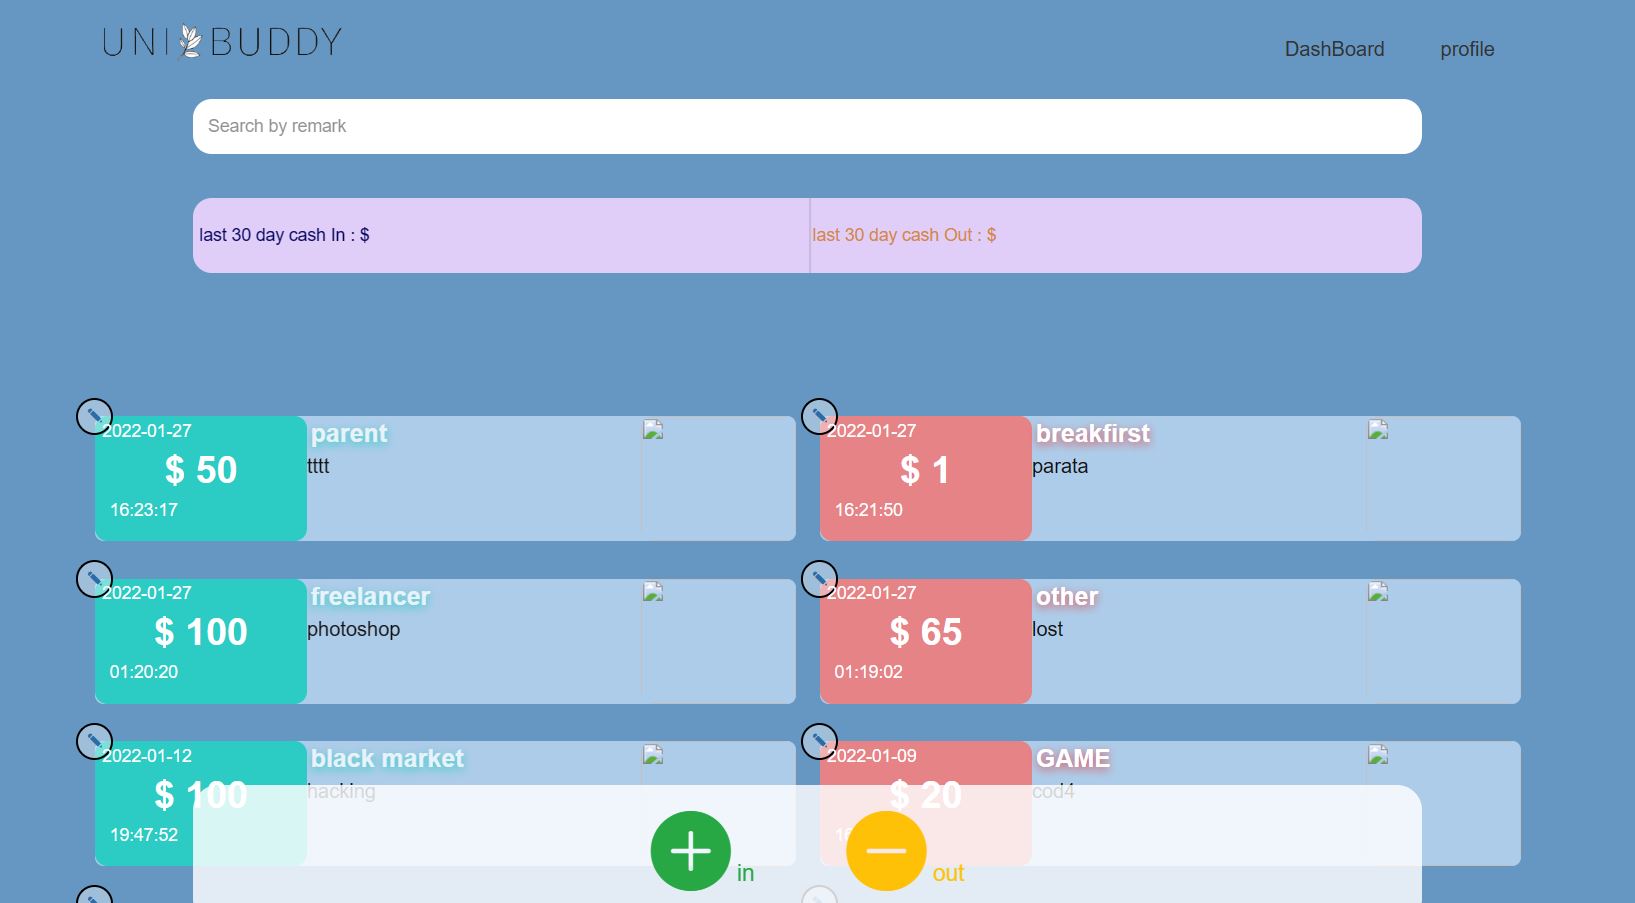 UNI BUDDY
DashBoard profile
Search by remark
last 30 day cash In : $
last 30 day cash Out : $
2022-01-27
$ 50
16:23:17
parent
tttt
2022-01-27
$ 1
16:21:50
breakfirst
parata
2022-01-27
$ 100
01:20:20
freelancer
photoshop
2022-01-27
$ 65
01:19:02
other
lost
2022-01-12
$ 100
19:47:52
black market
hacking
2022-01-09
$ 20
GAME
cod4
in
out